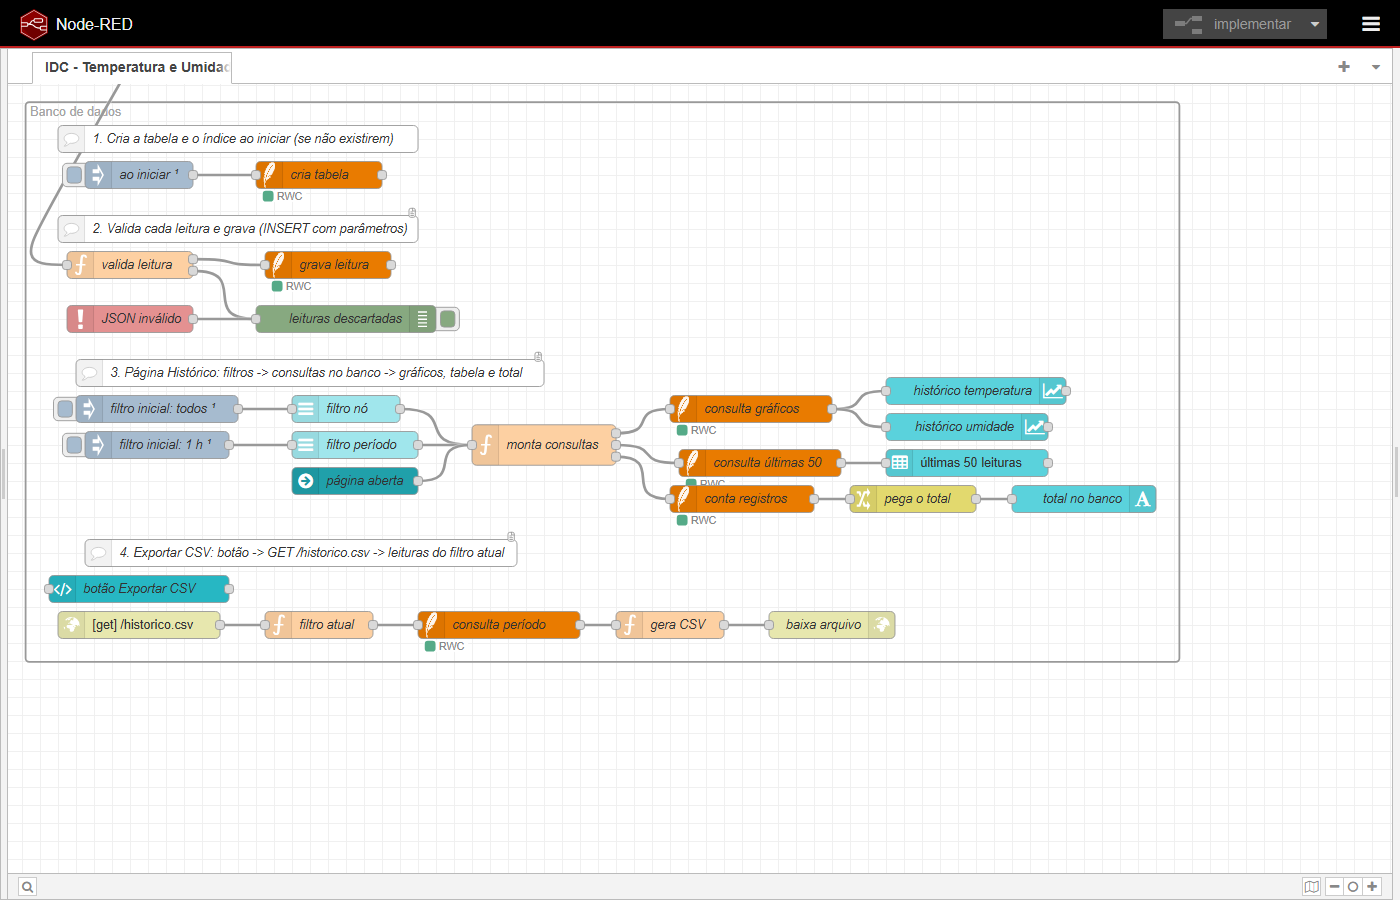 Node-RED
implementar
IDC - Temperatura e Umidad
Banco de dados
1. Cria a tabela e o índice ao iniciar (se não existirem)
ao iniciar ¹
cria tabela
RWC
2. Valida cada leitura e grava (INSERT com parâmetros)
valida leitura
grava leitura
RWC
JSON inválido
leituras descartadas
3. Página Histórico: filtros -> consultas no banco -> gráficos, tabela e total
histórico temperatura
filtro inicial: todos ¹
filtro nó
consulta gráficos
histórico umidade
RWC
filtro inicial: 1 h ¹
filtro período
monta consultas
consulta últimas 50
últimas 50 leituras
RWC
página aberta
conta registros
pega o total
total no banco
RWC
4. Exportar CSV: botão -> GET /historico.csv -> leituras do filtro atual
botão Exportar CSV
[get] /historico.csv
filtro atual
consulta período
gera CSV
baixa arquivo
RWC